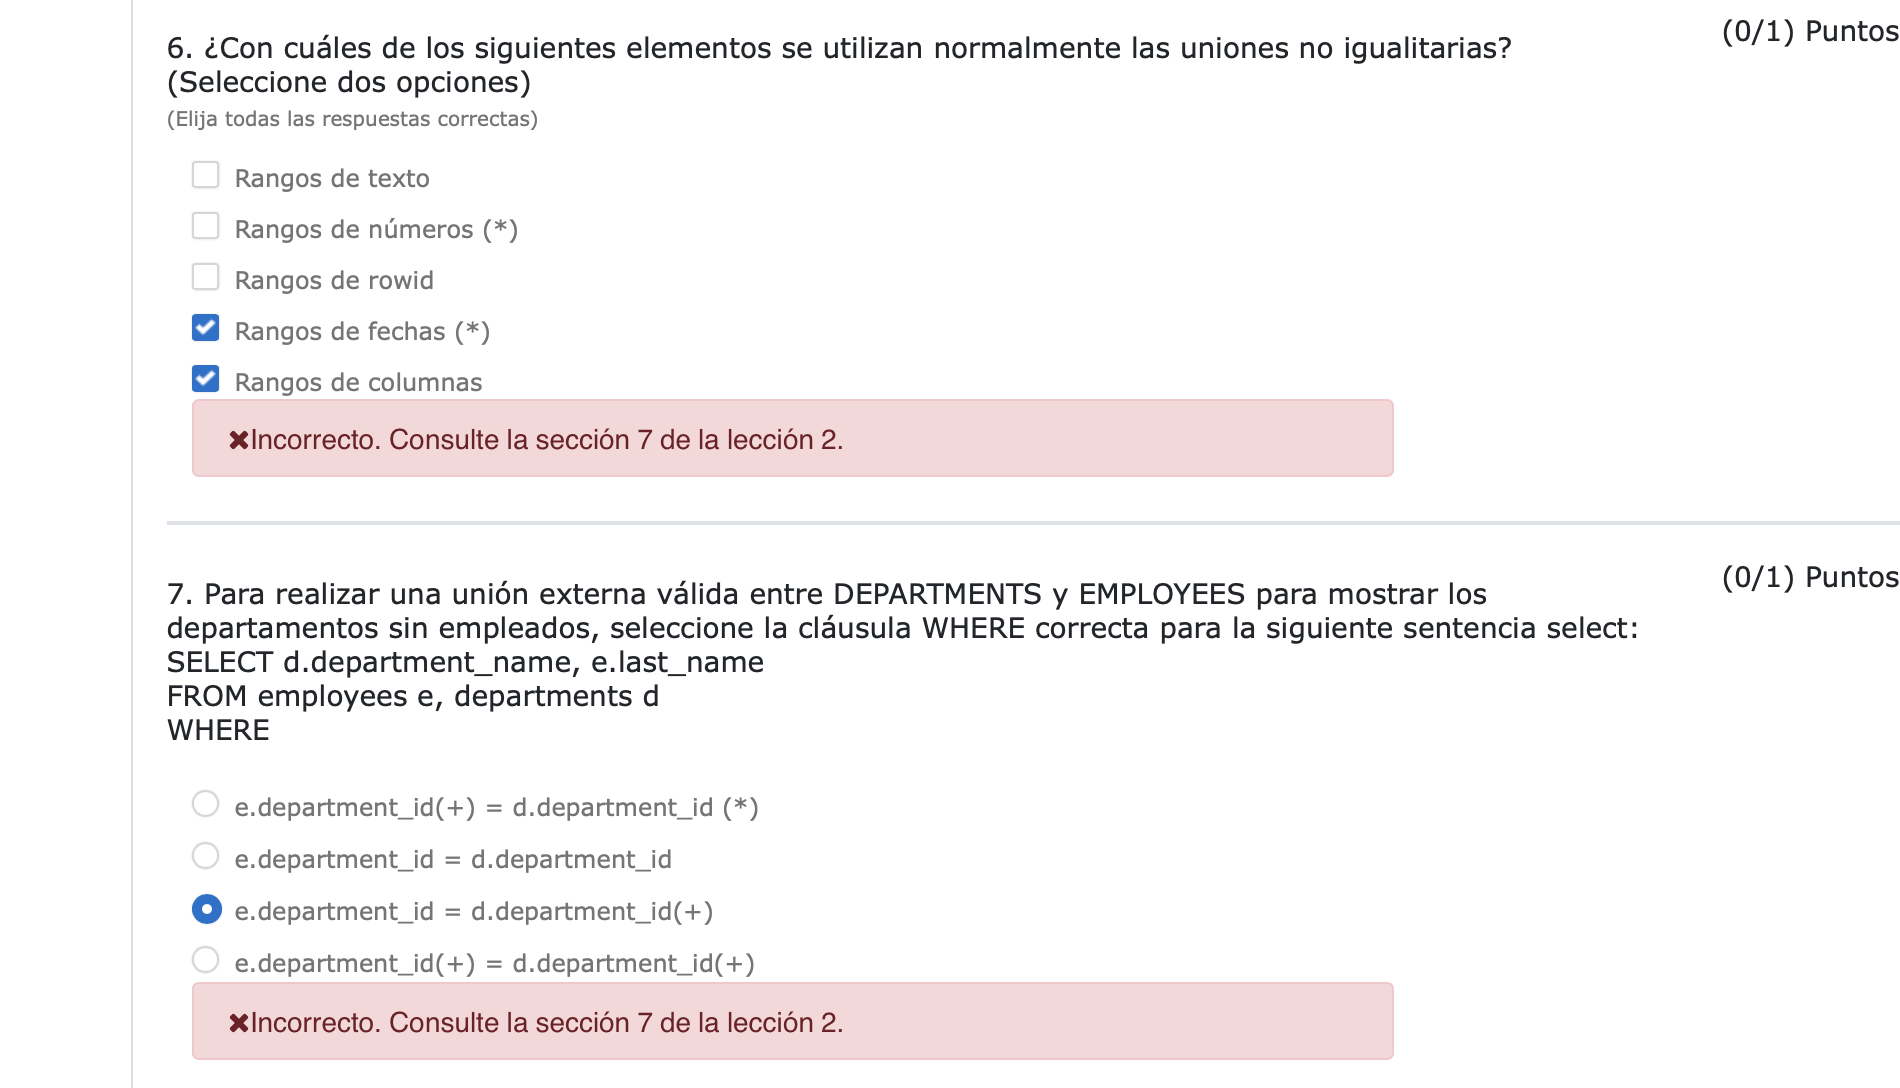 (0/1) Puntos
6. ¿Con cuáles de los siguientes elementos se utilizan normalmente las uniones no igualitarias?
(Seleccione dos opciones)
(Elija todas las respuestas correctas)
Rangos de texto
Rangos de números (*)
Rangos de rowid
Rangos de fechas (*)
Rangos de columnas
Incorrecto. Consulte la sección 7 de la lección 2.
(0/1) Puntos
7. Para realizar una unión externa válida entre DEPARTMENTS y EMPLOYEES para mostrar los
departamentos sin empleados, seleccione la cláusula WHERE correcta para la siguiente sentencia select:
SELECT d.department_name, e.last_name
FROM employees e, departments d
WHERE
e.department_id(+) = d.department_id (*)
e.department_id = d.department_id
e.department_id = d.department_id(+)
e.department_id(+) = d.department_id(+)
Incorrecto. Consulte la sección 7 de la lección 2.